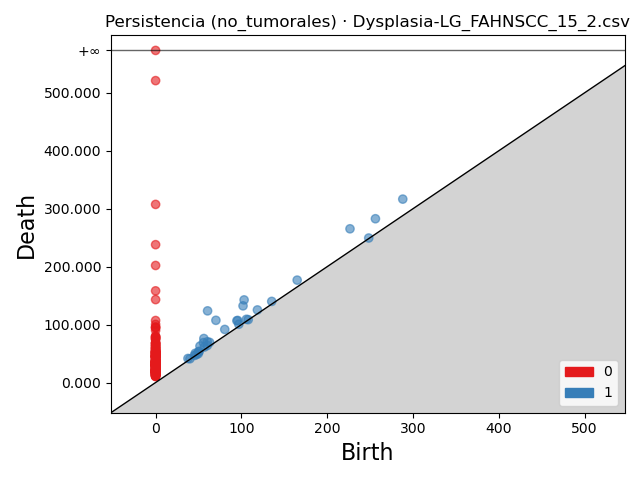 Persistencia (no_tumorales) · Dysplasia-LG_FAHNSCC_15_2.csv
+∞
500.000
400.000
300.000
200.000
100.000
0.000
Death
0
1
0 100 200 300 400 500
Birth